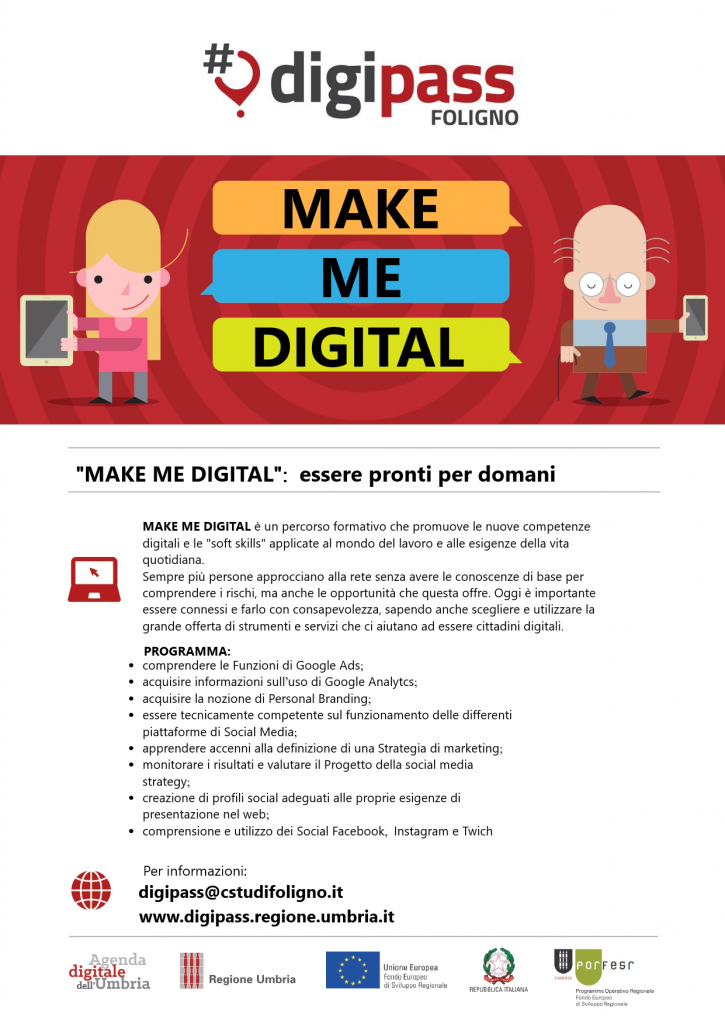 #digipass
FOLIGNO
MAKE
ME
DIGITAL
"MAKE ME DIGITAL": essere pronti per domani
MAKE ME DIGITAL è un percorso formativo che promuove le nuove competenze
digitali e le "soft skills" applicate al mondo del lavoro e alle esigenze della vita
quotidiana.
Sempre più persone approcciano alla rete senza avere le conoscenze di base per
comprendere i rischi, ma anche le opportunità che questa offre. Oggi è importante
essere connessi e farlo con consapevolezza, sapendo anche scegliere e utilizzare la
grande offerta di strumenti e servizi che ci aiutano ad essere cittadini digitali.
PROGRAMMA:
• comprendere le Funzioni di Google Ads;
• acquisire informazioni sull'uso di Google Analytcs;
• acquisire la nozione di Personal Branding;
• essere tecnicamente competente sul funzionamento delle differenti
piattaforme di Social Media;
• apprendere accenni alla definizione di una Strategia di marketing;
• monitorare i risultati e valutare il Progetto della social media
strategy;
• creazione di profili social adeguati alle proprie esigenze di
presentazione nel web;
• comprensione e utilizzo dei Social Facebook, Instagram e Twich
Per informazioni:
digipass@cstudifoligno.it
www.digipass.regione.umbria.it
Agenda
digitale
dell'Umbria
Regione Umbria
Unione Europea
Fondo Europeo
di Sviluppo Regionale
REPUBBLICA ITALIANA
UMBRIA
porfesr
Programma Operativo Regionale
Fondo Europeo
di Sviluppo Regionale